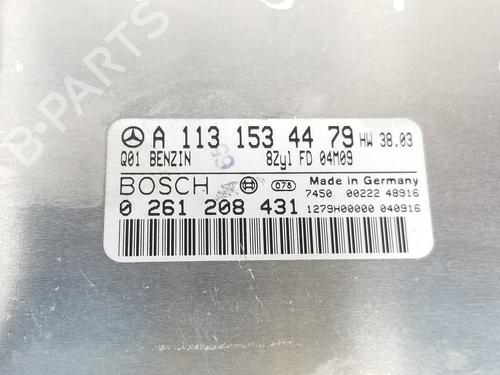 A 113 153 44 79 HW 38.03
Q01 BENZIN 8Zyl FD 04M09
BOSCH 078 Made in Germany
7450 00222 48916
0 261 208 431 1279H00000 040916
B-PARTS